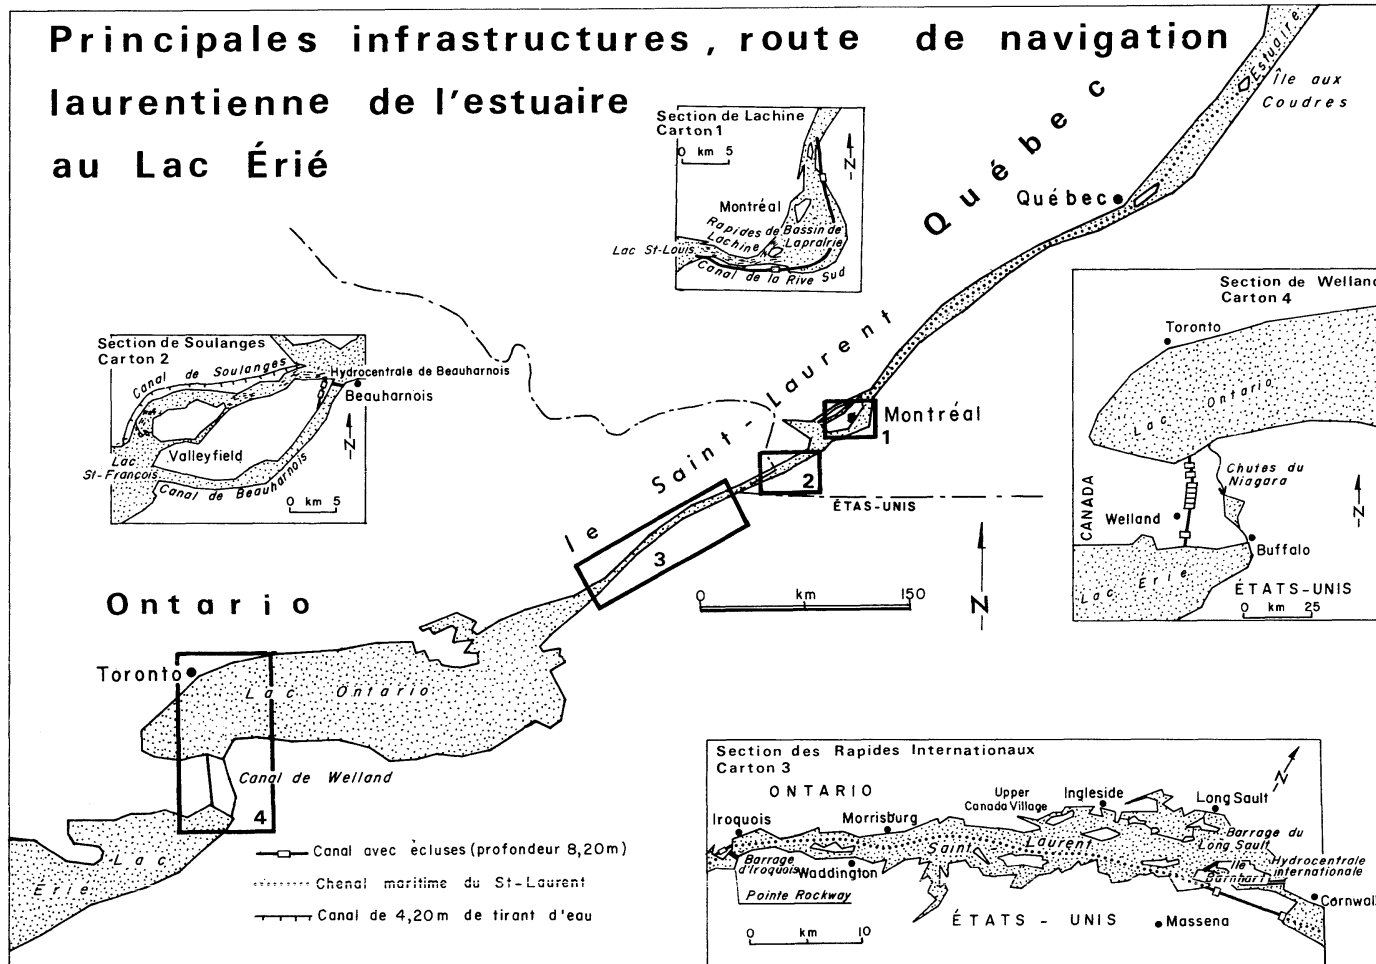 Principales infrastructures, route de navigation
laurentienne de l'estuaire
au Lac Érié
Estuaire
Île aux
Coudres
Québec
Québec
Section de Lachine
Carton 1
0 km 5
N
Montréal
Rapides de
Lachine
Bassin de
Laprairie
Lac St-Louis
Canal de la Rive Sud
Section de Welland
Carton 4
Toronto
Lac Ontario
Chutes du
Niagara
CANADA
Welland
N
Buffalo
Lac Érie
ÉTATS-UNIS
0 km 25
Section de Soulanges
Carton 2
Canal de Soulanges
Hydrocentrale de Beauharnois
Beauharnois
N
Valleyfield
Lac
St-François
Canal de Beauharnois
0 km 5
le Saint-Laurent
Montréal
1
2
ÉTAS-UNIS
3
0 km 150
N
Ontario
Toronto
Lac Ontario
Canal de Welland
4
Lac
Érie
Canal avec écluses (profondeur 8,20m)
Chenal maritime du St-Laurent
Canal de 4,20m de tirant d'eau
Section des Rapides Internationaux
Carton 3
N
ONTARIO
Upper
Canada Village
Ingleside
Long Sault
Iroquois
Morrisburg
Barrage du
Long Sault
Saint Laurent
Barrage
d'Iroquois
Waddington
Île
Barnhart
Hydrocentrale
internationale
Pointe Rockway
Cornwall
ÉTATS - UNIS
Massena
0 km 10